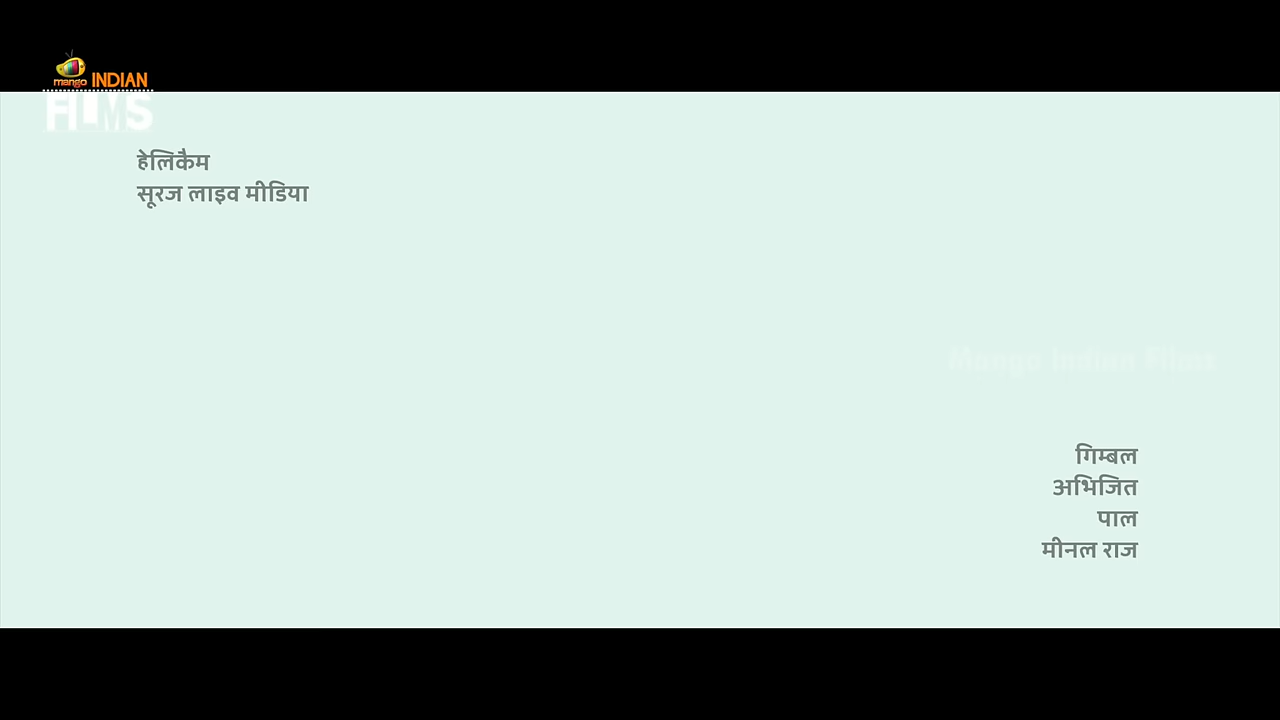 mango INDIAN
FILMS
हेलिकैम
सूरज लाइव मीडिया
Mango Indian Films
गिम्बल
अभिजित
पाल
मीनल राज